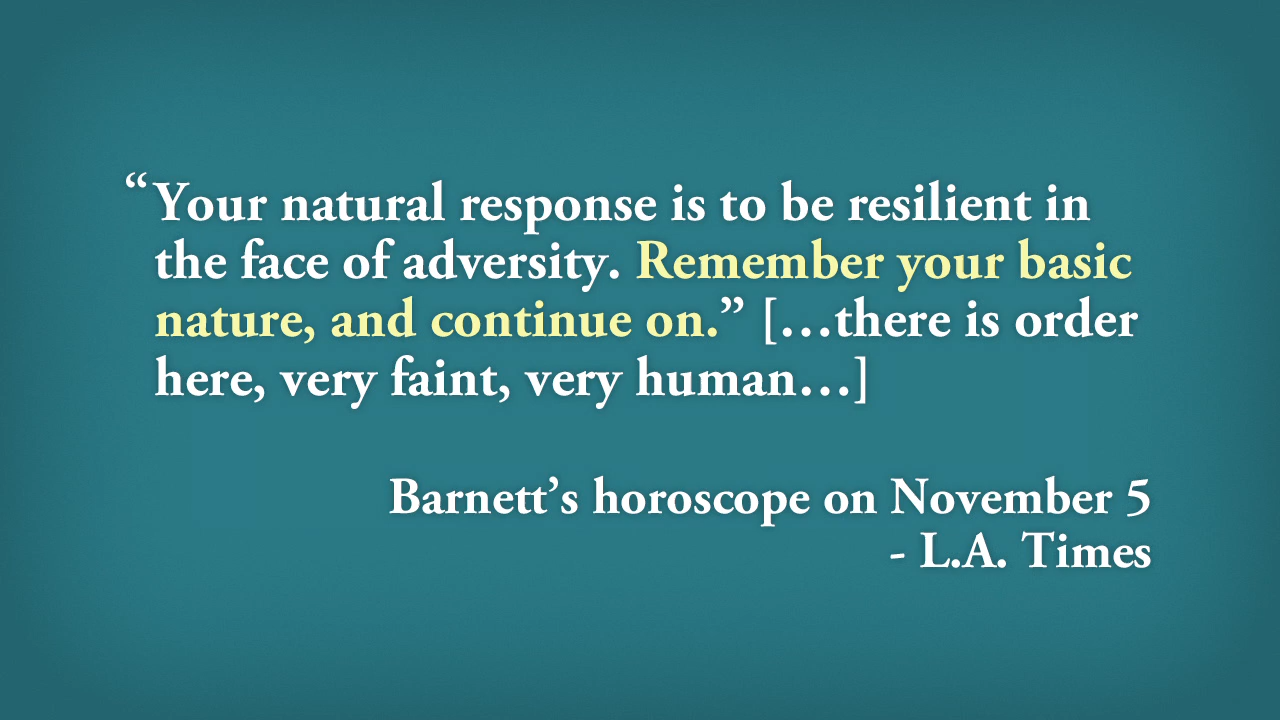 “Your natural response is to be resilient in
the face of adversity. Remember your basic
nature, and continue on.” […there is order
here, very faint, very human…]
Barnett’s horoscope on November 5
- L.A. Times